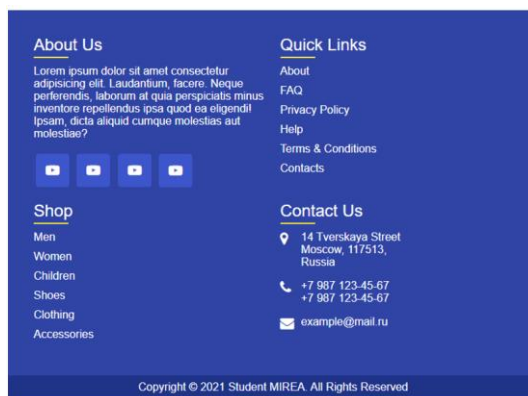 About Us
Lorem ipsum dolor sit amet consectetur
adipisicing elit. Laudantium, facere. Neque
perferendis, laborum at quia perspiciatis minus
inventore repellendus ipsa quod ea eligendi!
Ipsam, dicta aliquid cumque molestias aut
molestiae?
Quick Links
About
FAQ
Privacy Policy
Help
Terms & Conditions
Contacts
Shop
Men
Women
Children
Shoes
Clothing
Accessories
Contact Us
14 Tverskaya Street
Moscow, 117513,
Russia
+7 987 123-45-67
+7 987 123-45-67
example@mail.ru
Copyright © 2021 Student MIREA. All Rights Reserved